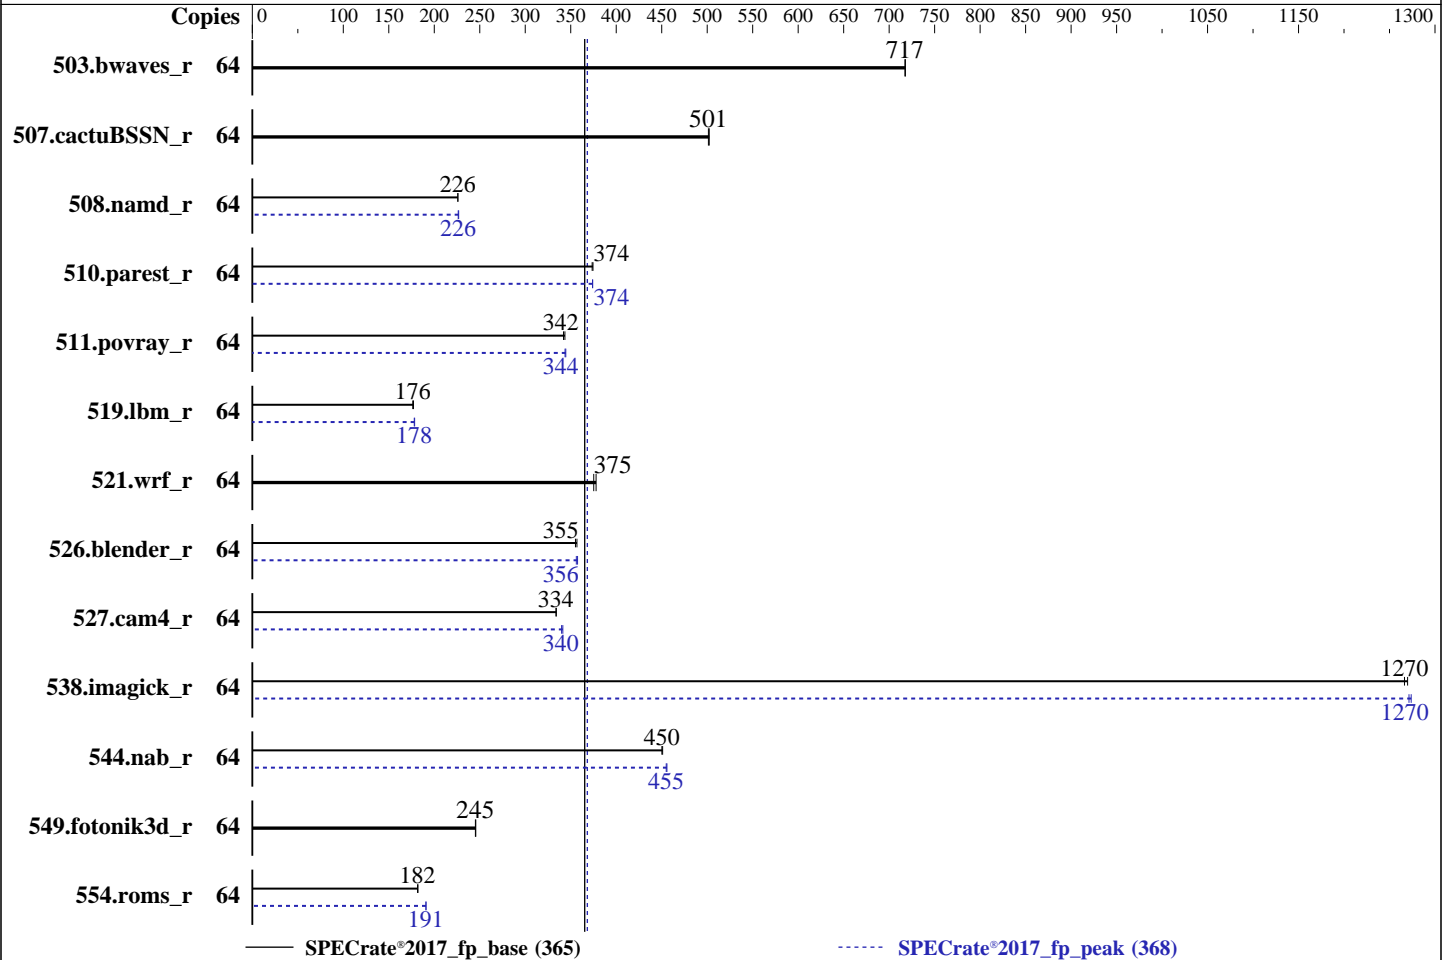 Copies 0 100 150 200 250 300 350 400 450 500 550 600 650 700 750 800 850 900 950 1050 1150 1300
503.bwaves_r 64 717
507.cactuBSSN_r 64 501
508.namd_r 64 226
226
510.parest_r 64 374
374
511.povray_r 64 342
344
519.lbm_r 64 176
178
521.wrf_r 64 375
526.blender_r 64 355
356
527.cam4_r 64 334
340
538.imagick_r 64 1270
1270
544.nab_r 64 450
455
549.fotonik3d_r 64 245
554.roms_r 64 182
191
SPECrate®2017_fp_base (365) SPECrate®2017_fp_peak (368)